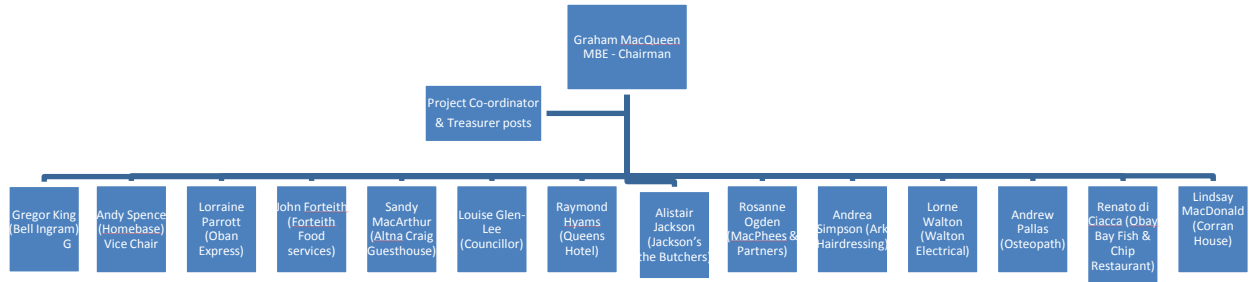 Graham MacQueen
MBE - Chairman
Project Co-ordinator
& Treasurer posts
Gregor King
(Bell Ingram)
G
Andy Spence
(Homebase)
Vice Chair
Lorraine
Parrott
(Oban
Express)
John Forteith
(Forteith
Food
services)
Sandy
MacArthur
(Altna Craig
Guesthouse)
Louise Glen-
Lee
(Councillor)
Raymond
Hyams
(Queens
Hotel)
Alistair
Jackson
(Jackson's
the Butchers)
Rosanne
Ogden
(MacPhees &
Partners)
Andrea
Simpson (Ark
Hairdressing)
Lorne
Walton
(Walton
Electrical)
Andrew
Pallas
(Osteopath)
Renato di
Ciacca (Obay
Bay Fish &
Chip
Restaurant)
Lindsay
MacDonald
(Corran
House)